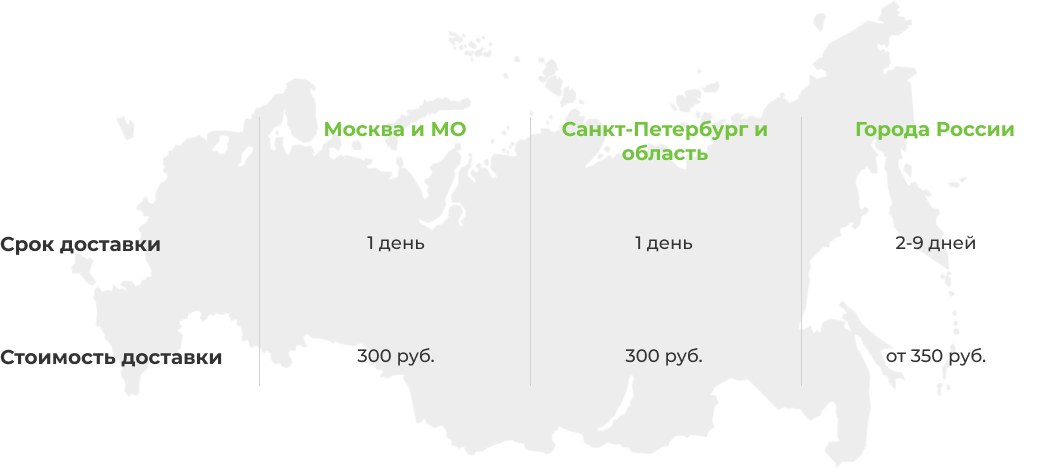 Москва и МО
Санкт-Петербург и
область
Города России
Срок доставки
1 день
1 день
2-9 дней
Стоимость доставки
300 руб.
300 руб.
от 350 руб.